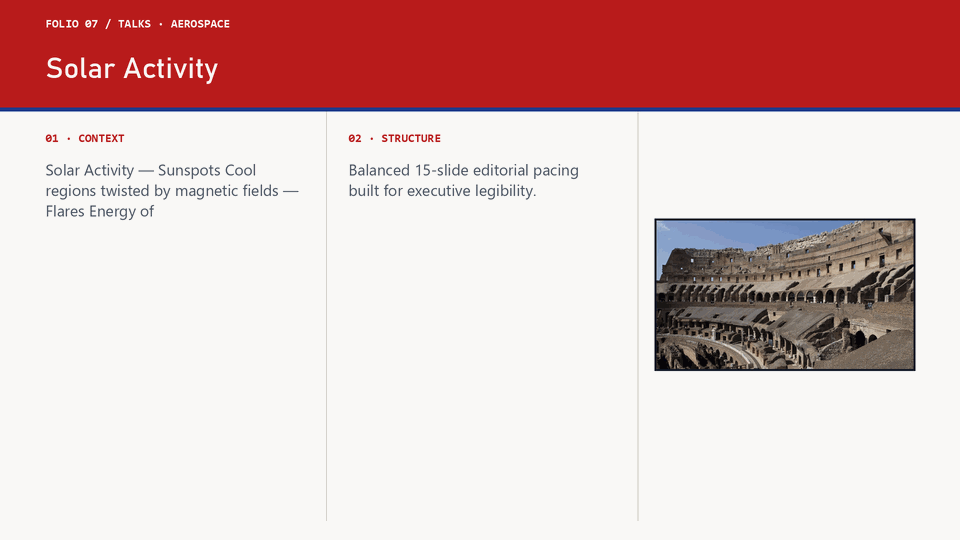 FOLIO 07 / TALKS · AEROSPACE
Solar Activity
01 · CONTEXT
Solar Activity — Sunspots Cool
regions twisted by magnetic fields —
Flares Energy of
02 · STRUCTURE
Balanced 15-slide editorial pacing
built for executive legibility.